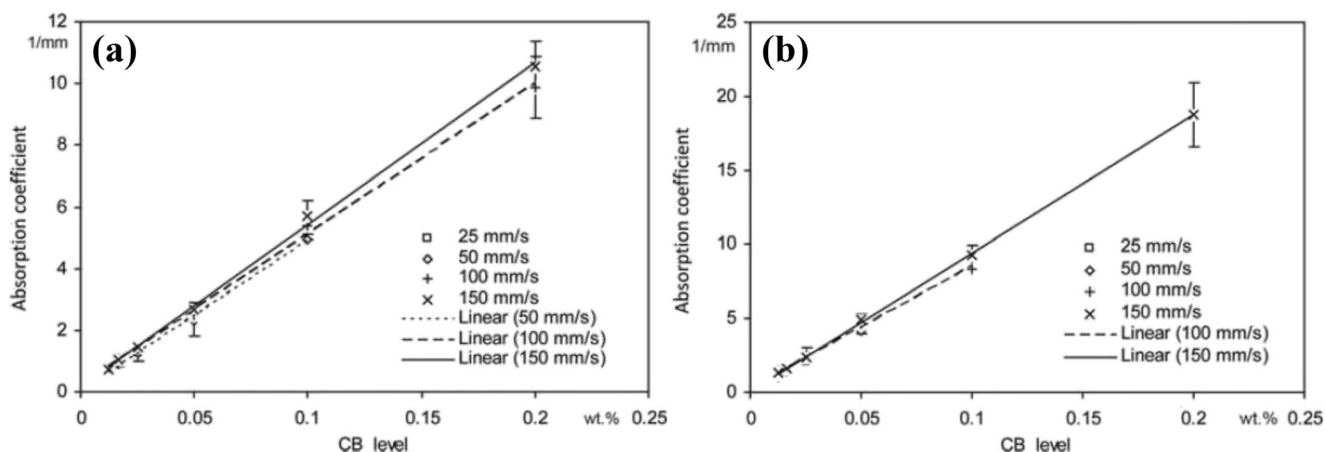 (a)
12
1/mm
10
8
6
4
2
0
Absorption coefficient
25 mm/s
50 mm/s
100 mm/s
150 mm/s
Linear (50 mm/s)
Linear (100 mm/s)
Linear (150 mm/s)
0 0.05 0.1 0.15 0.2 wt.% 0.25
CB level
(b)
25
1/mm
20
15
10
5
0
Absorption coefficient
25 mm/s
50 mm/s
100 mm/s
150 mm/s
Linear (100 mm/s)
Linear (150 mm/s)
0 0.05 0.1 0.15 0.2 wt.% 0.25
CB level